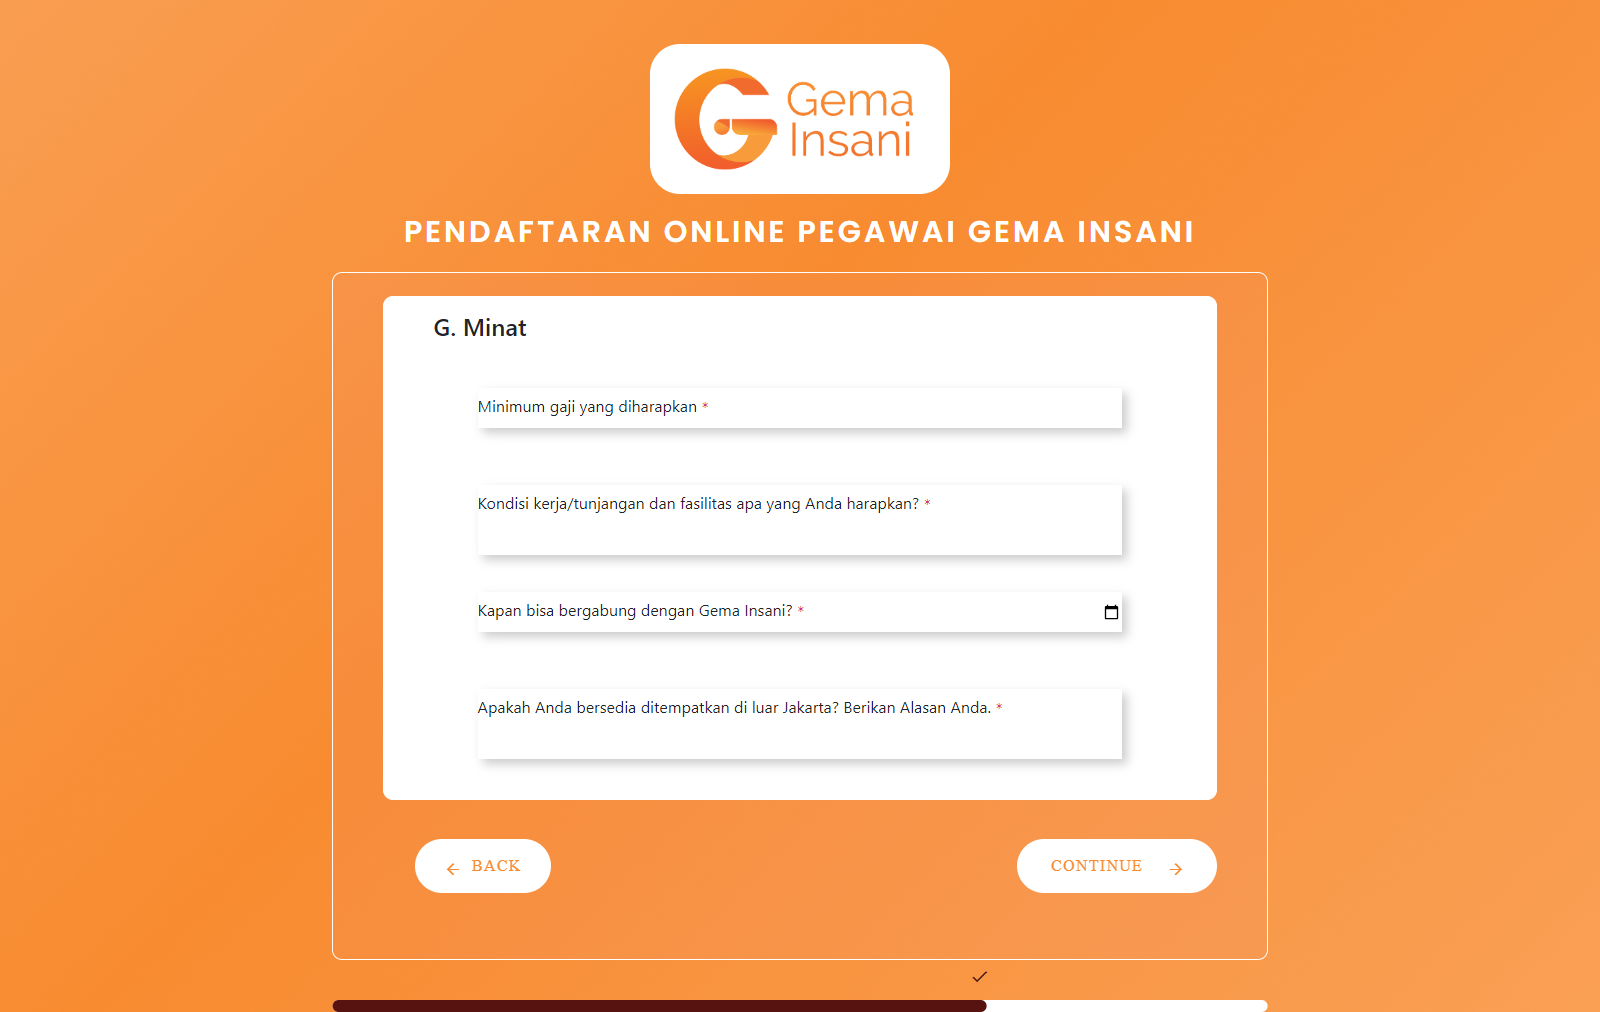 Gema
Insani
PENDAFTARAN ONLINE PEGAWAI GEMA INSANI
G. Minat
Minimum gaji yang diharapkan *
Kondisi kerja/tunjangan dan fasilitas apa yang Anda harapkan? *
Kapan bisa bergabung dengan Gema Insani? *
Apakah Anda bersedia ditempatkan di luar Jakarta? Berikan Alasan Anda. *
BACK
CONTINUE